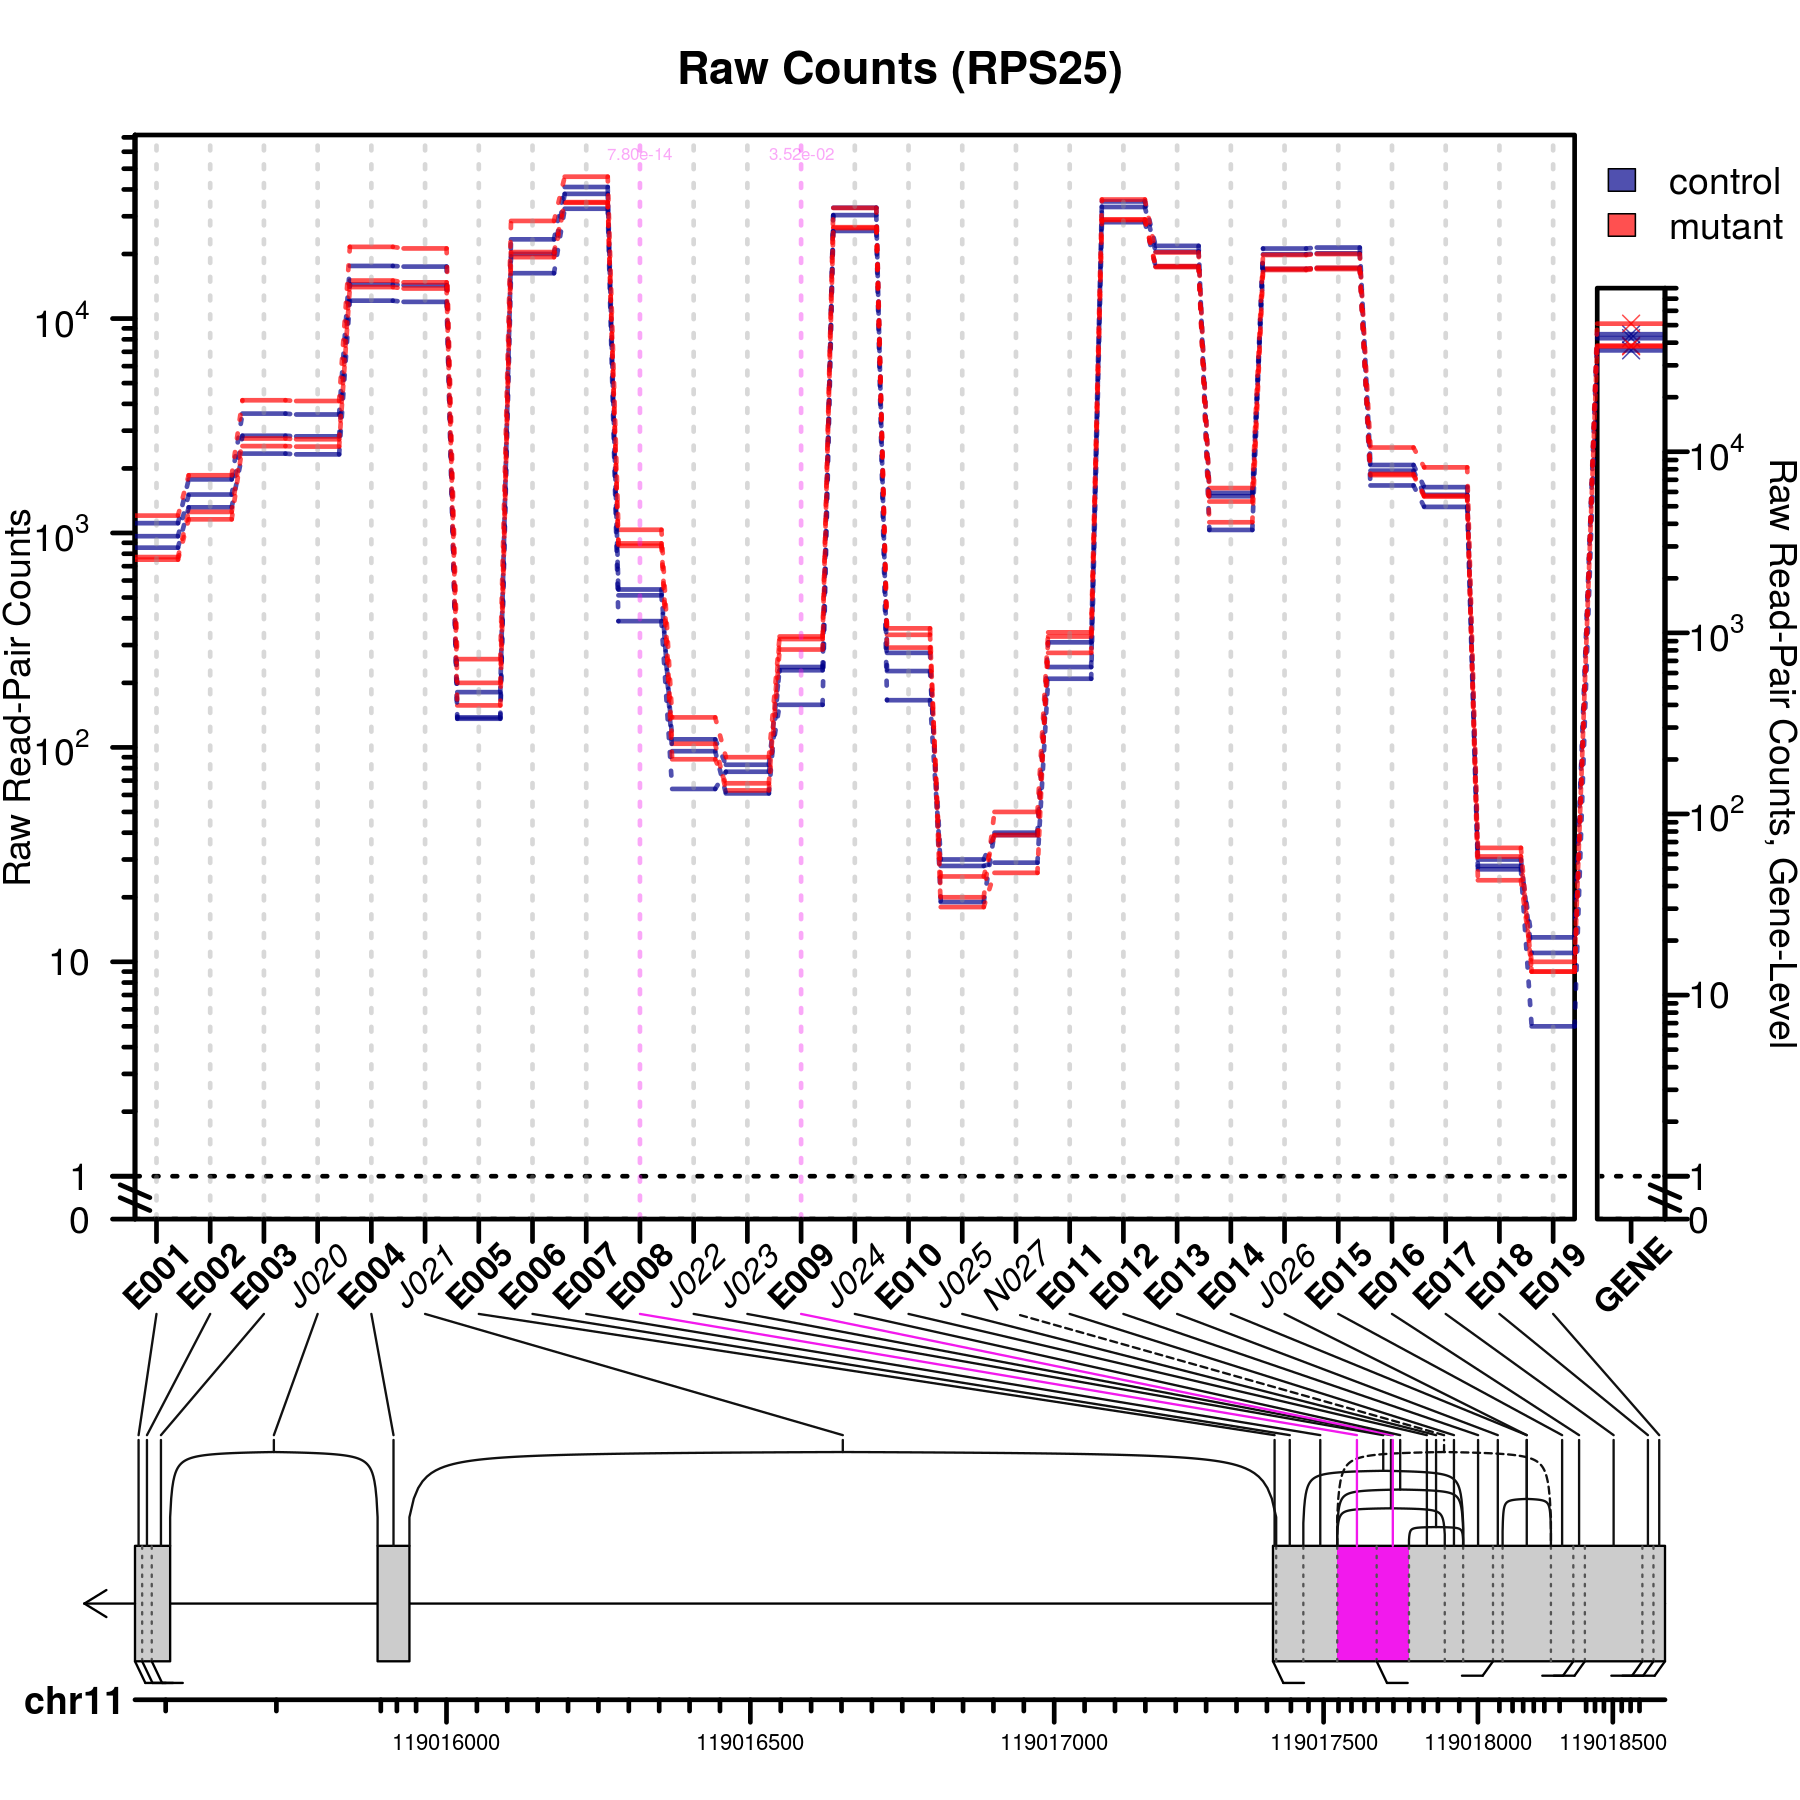 Raw Counts (RPS25)
7.80e-14 3.52e-02
control
mutant
Raw Read-Pair Counts
10^4
10^3
10^2
10
1
0
10^4
10^3
10^2
10
1
0
Raw Read-Pair Counts, Gene-Level
E001 E002 E003 J020 E004 J021 E005 E006 E007 E008 J022 J023 E009 J024 E010 J025 N027 E011 E012 E013 E014 J026 E015 E016 E017 E018 E019 GENE
chr11
119016000 119016500 119017000 119017500 119018000 119018500